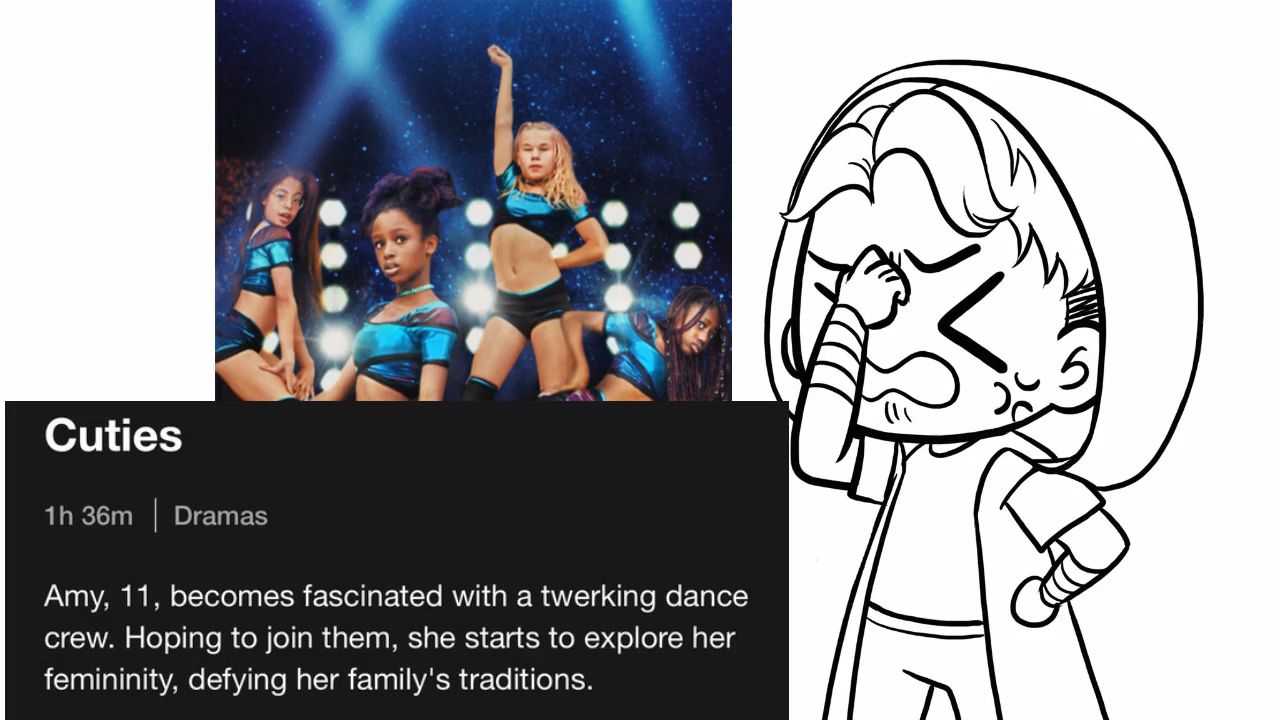 Cuties
1h 36m | Dramas
Amy, 11, becomes fascinated with a twerking dance
crew. Hoping to join them, she starts to explore her
femininity, defying her family's traditions.